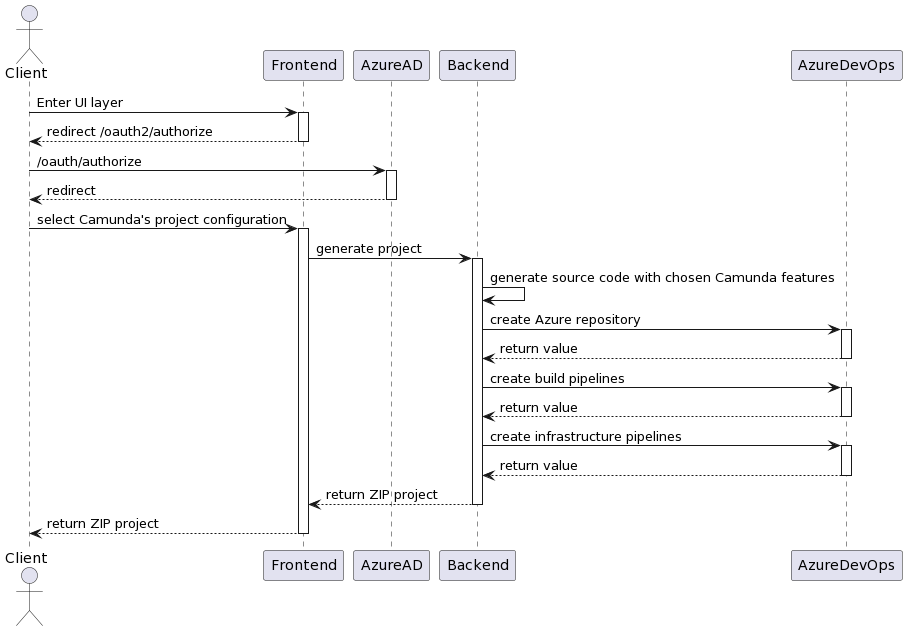 Client
Frontend
AzureAD
Backend
AzureDevOps
Enter UI layer
redirect /oauth2/authorize
/oauth/authorize
redirect
select Camunda's project configuration
generate project
generate source code with chosen Camunda features
create Azure repository
return value
create build pipelines
return value
create infrastructure pipelines
return value
return ZIP project
return ZIP project
Client
Frontend
AzureAD
Backend
AzureDevOps